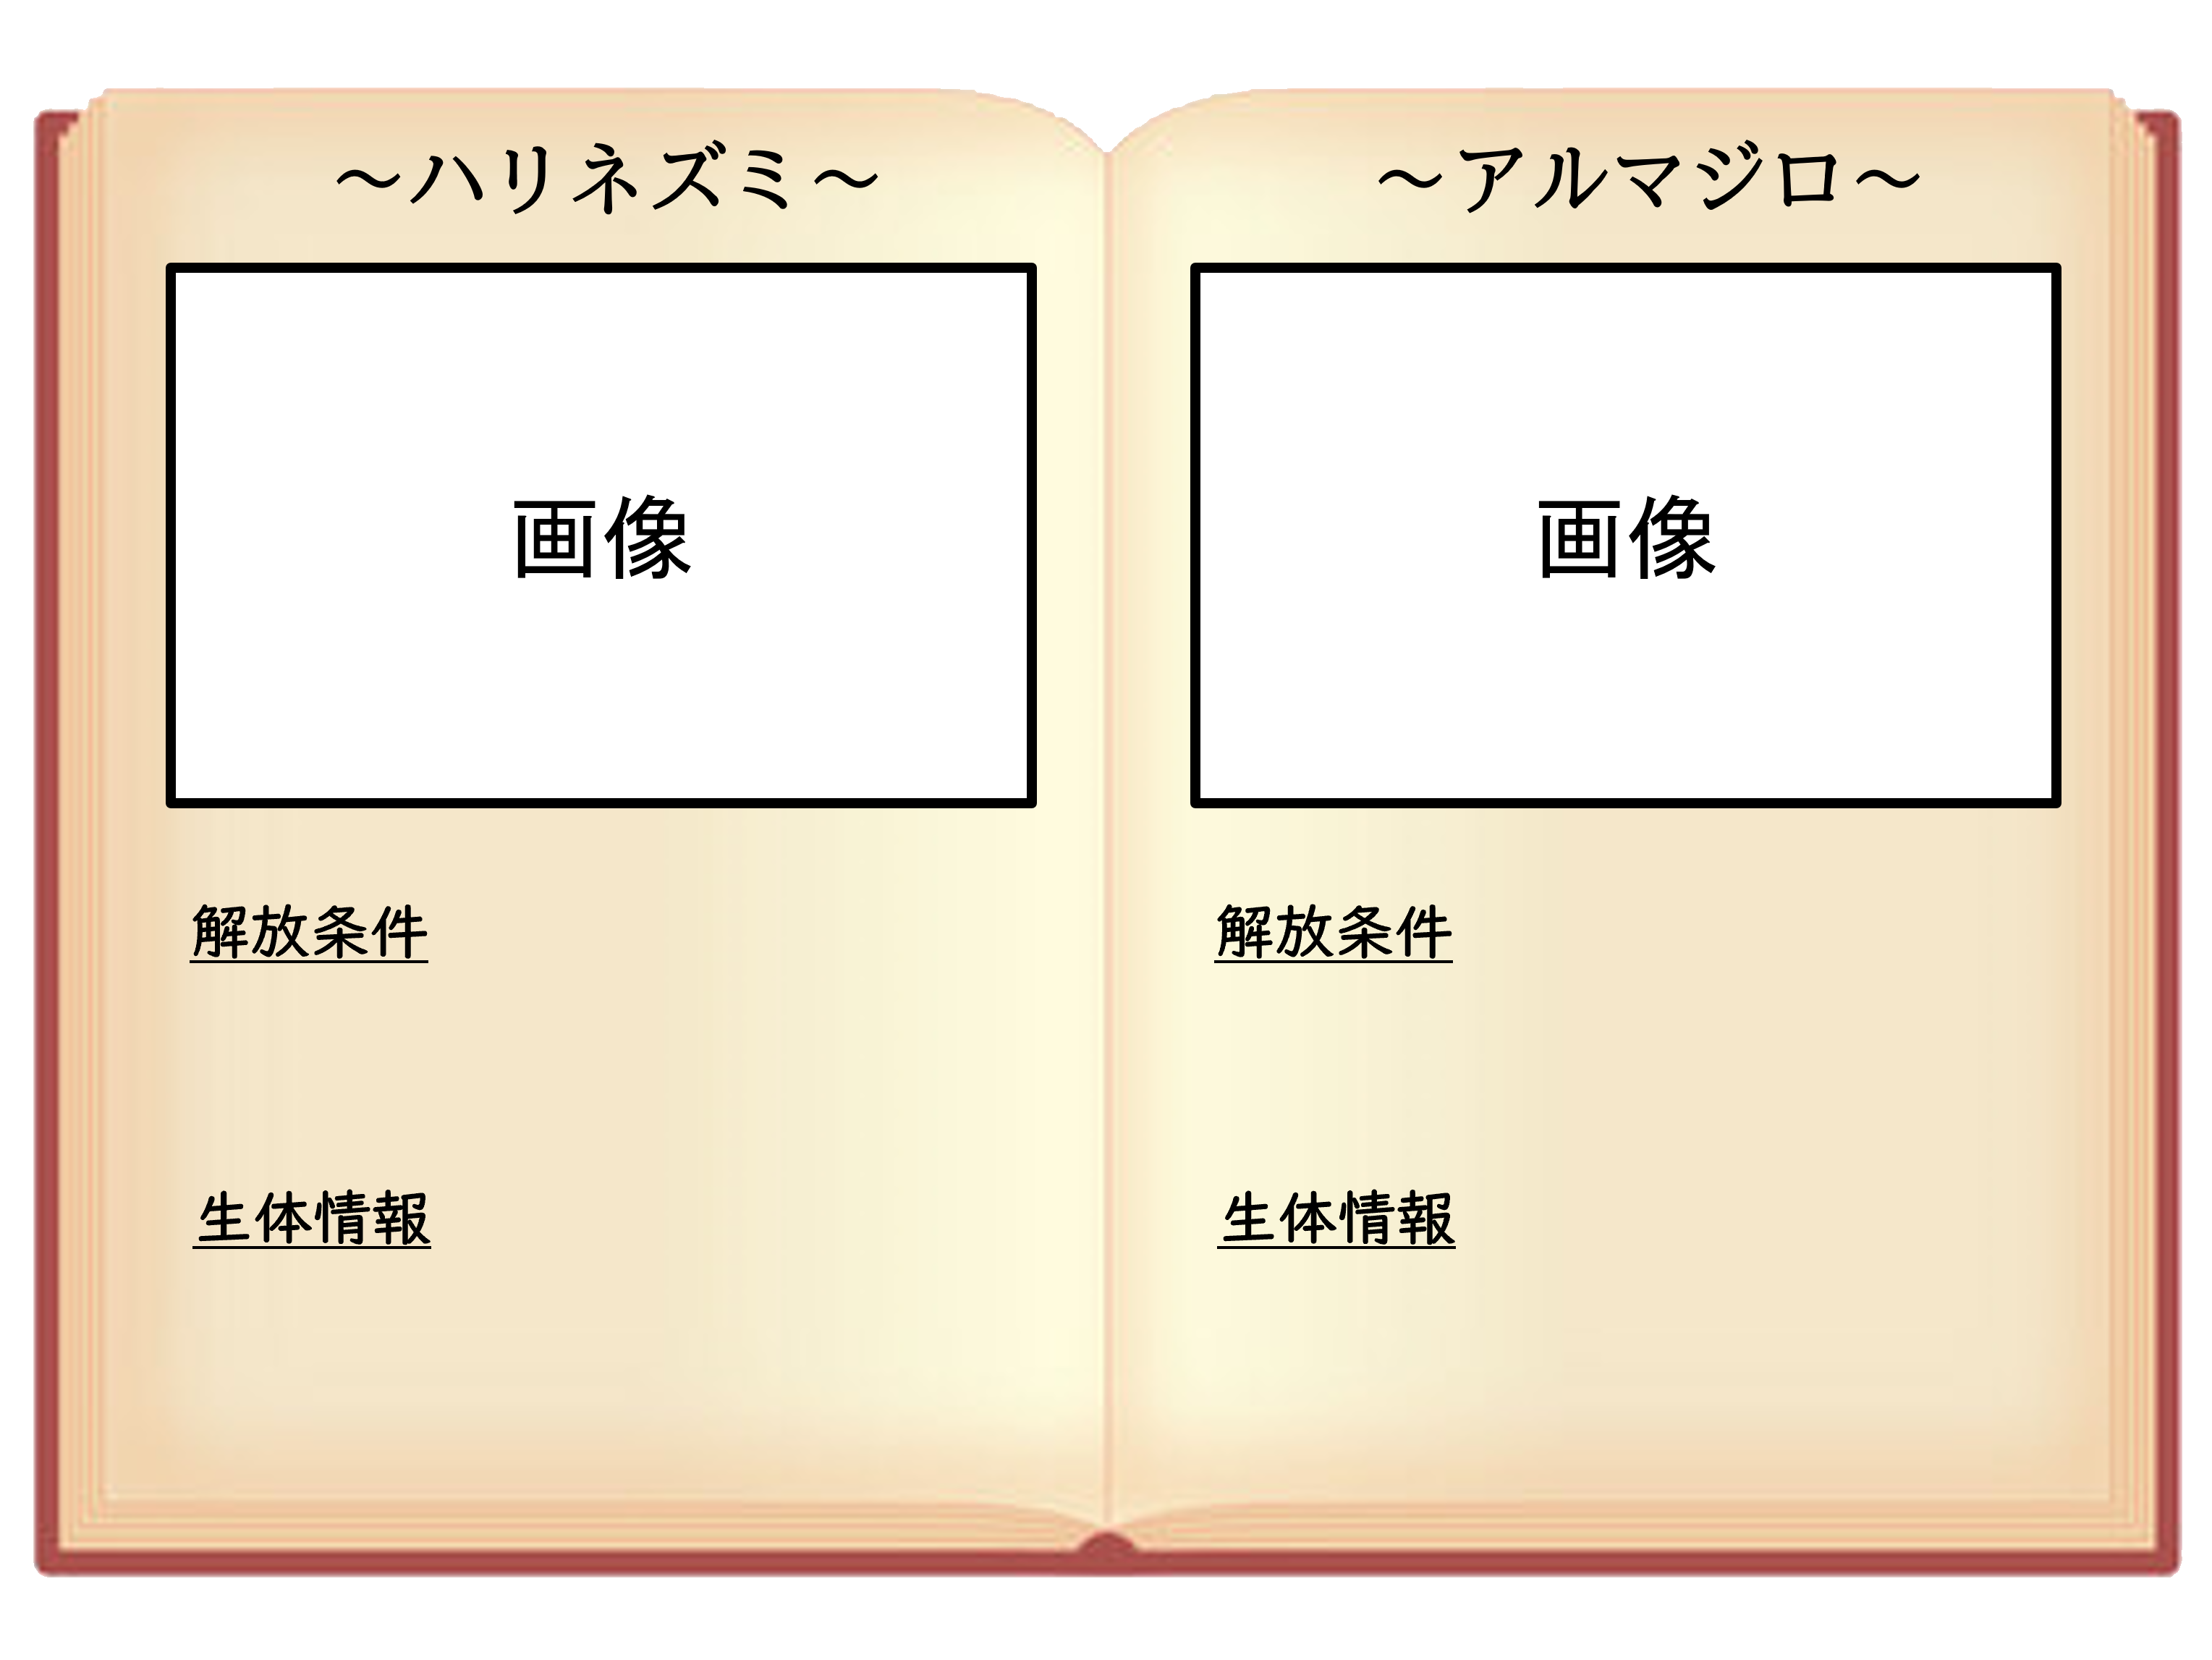 ～ハリネズミ～
画像
解放条件
生体情報
～アルマジロ～
画像
解放条件
生体情報